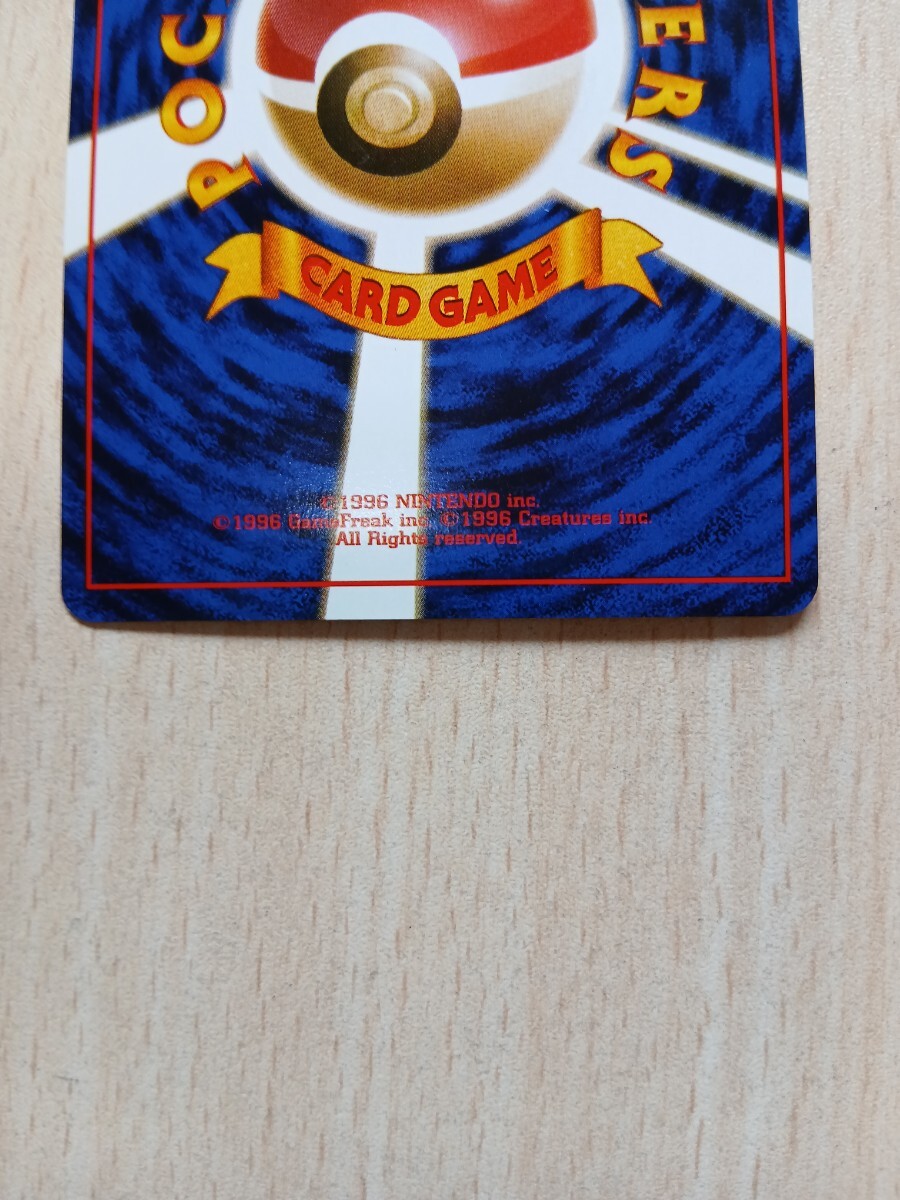 POC
ERS
CARD GAME
©1996 NINTENDO inc.
©1996 GameFreak inc. ©1996 Creatures inc.
All Rights reserved.